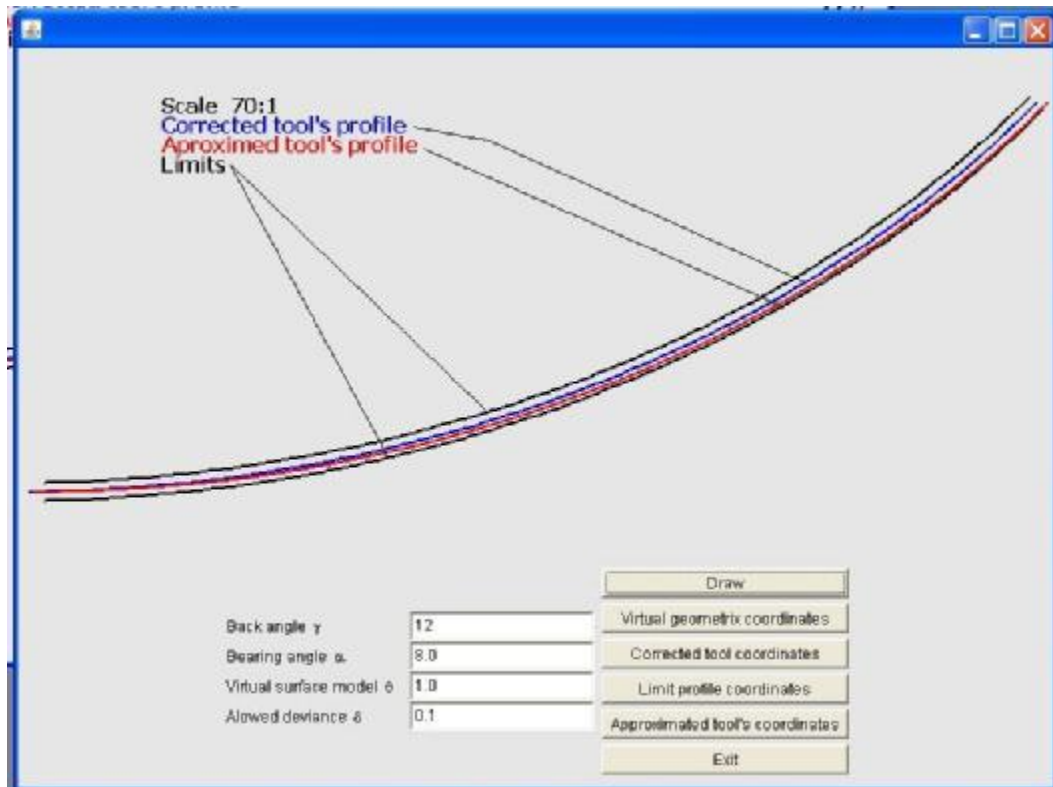 Scale 70:1
Corrected tool's profile
Aproximed tool's profile
Limits
Draw
Back angle γ 12 Virtual geometrix coordinates
Bearing angle α 8.0 Corrected tool coordinates
Virtual surface model θ 1.0 Limit profile coordinates
Alowed deviance δ 0.1 Approximated tool's coordinates
Exit